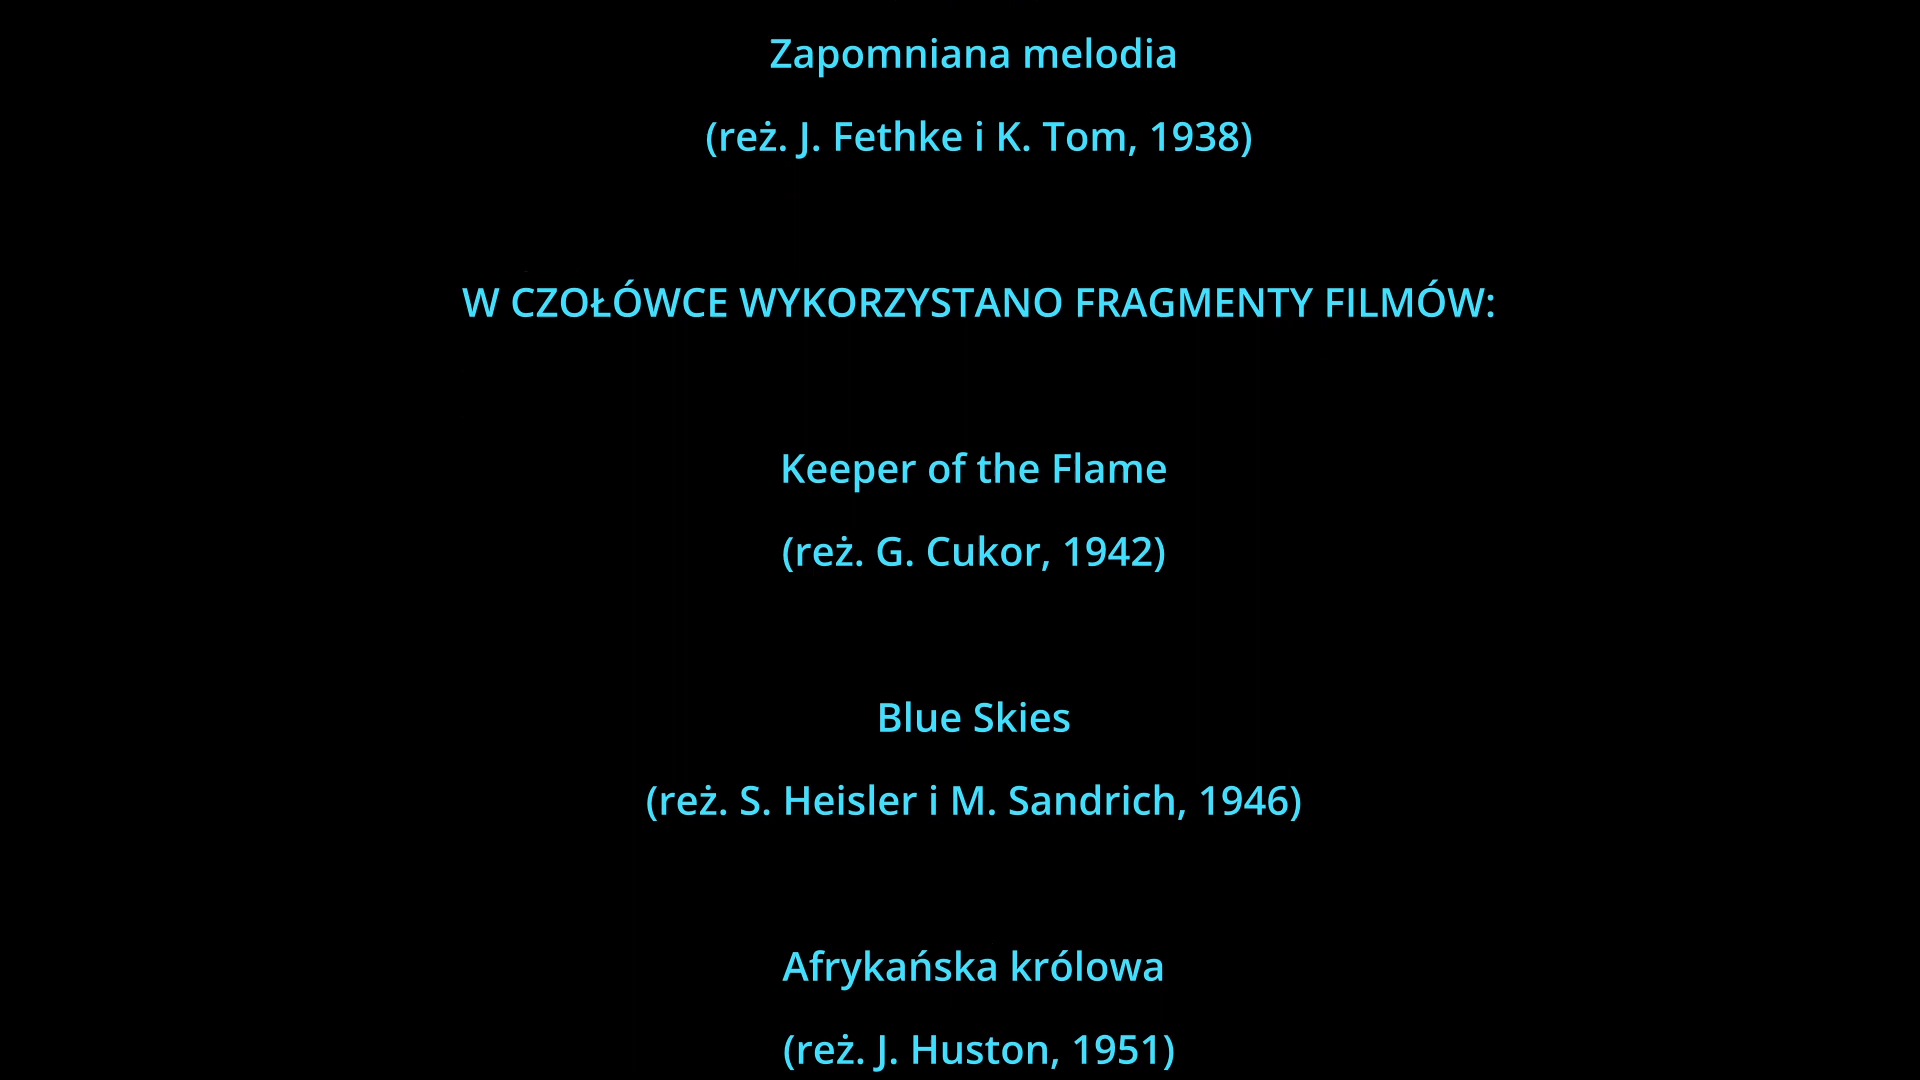 Zapomniana melodia
(reż. J. Fethke i K. Tom, 1938)
W CZOŁÓWCE WYKORZYSTANO FRAGMENTY FILMÓW:
Keeper of the Flame
(reż. G. Cukor, 1942)
Blue Skies
(reż. S. Heisler i M. Sandrich, 1946)
Afrykańska królowa
(reż. J. Huston, 1951)